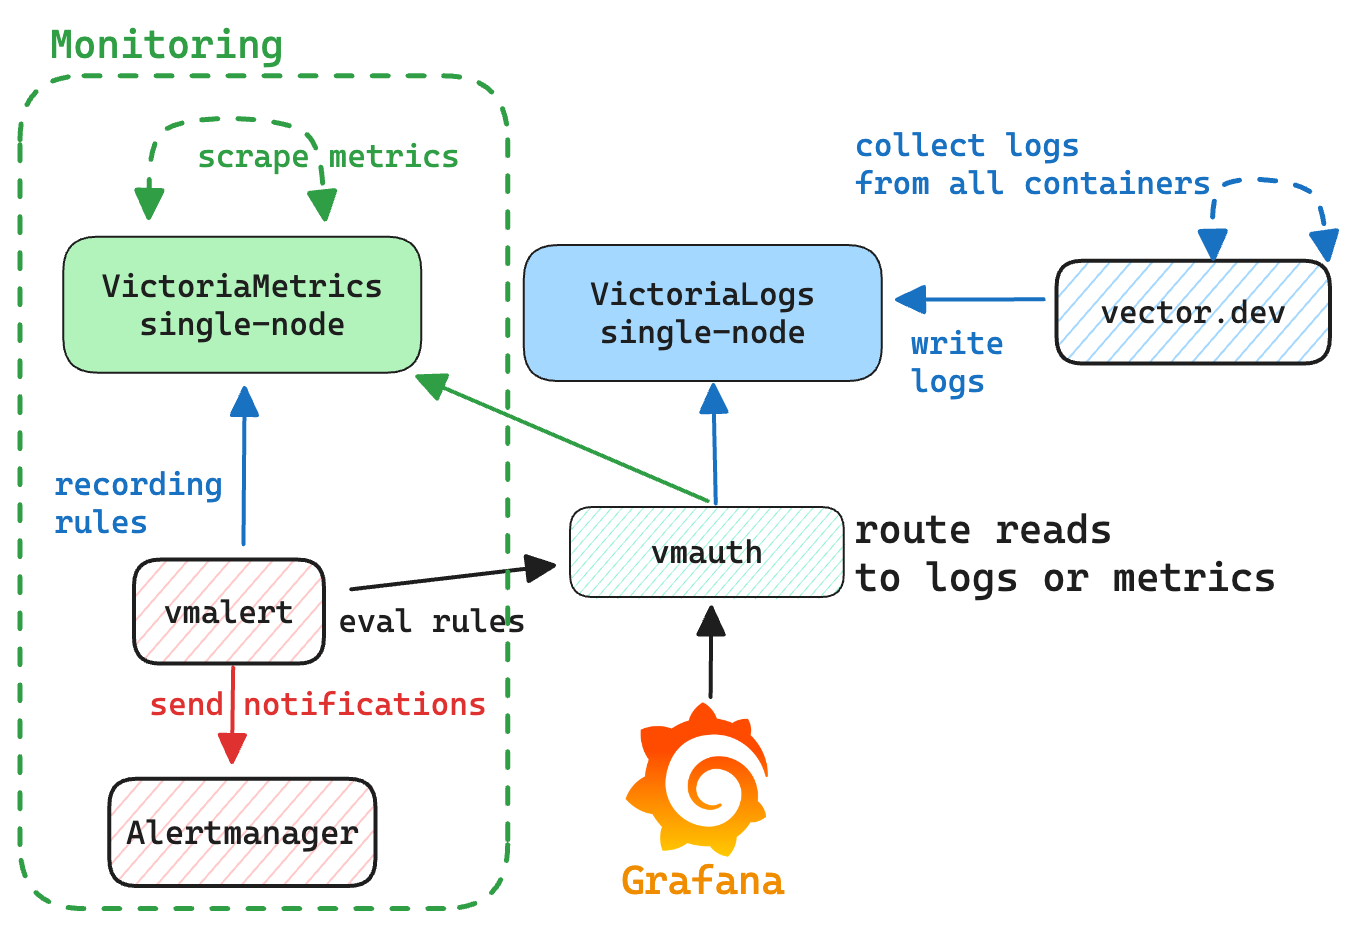 Monitoring
scrape metrics
VictoriaMetrics
single-node
VictoriaLogs
single-node
collect logs
from all containers
vector.dev
write
logs
recording
rules
vmalert
eval rules
vmauth
route reads
to logs or metrics
send notifications
Alertmanager
Grafana